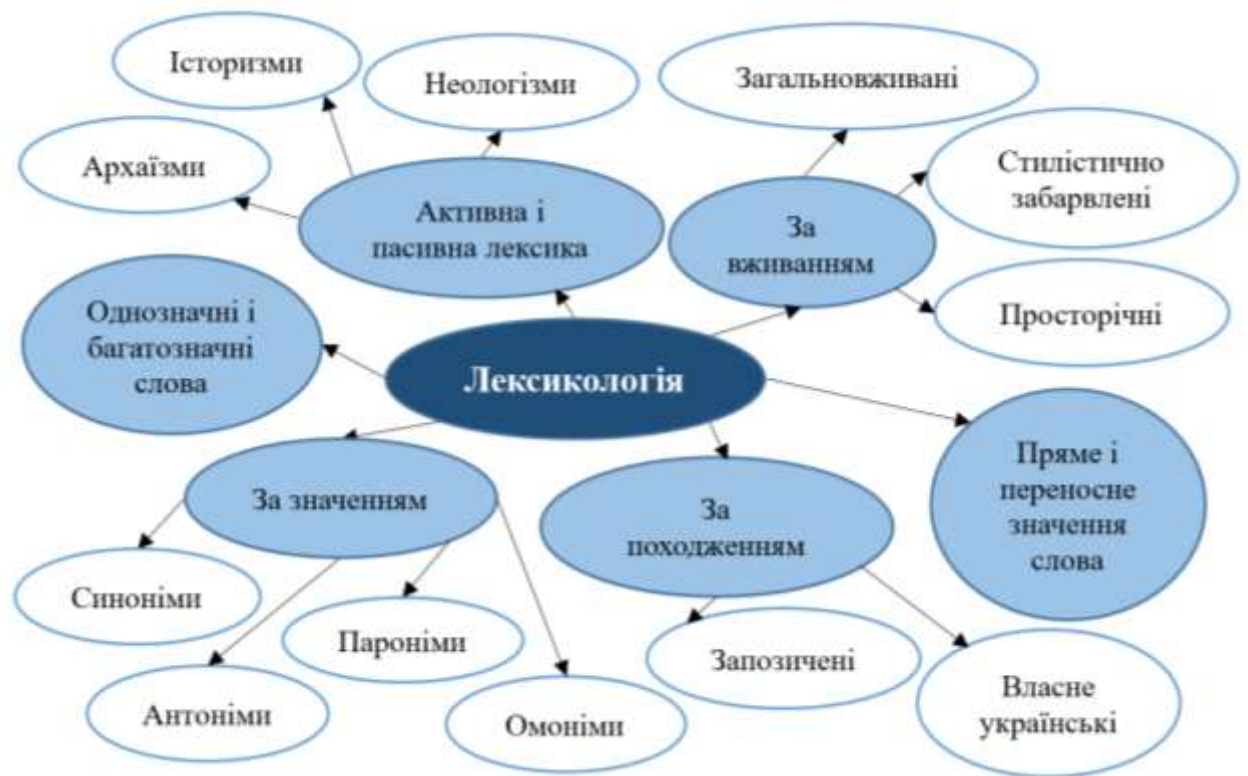 Історизми
Неологізми
Загальновживані
Архаїзми
Стилістично
забарвлені
Активна і
пасивна лексика
За
вживанням
Просторічні
Однозначні і
багатозначні
слова
Лексикологія
Пряме і
переносне
значення
слова
За значенням
За
походженням
Синоніми
Пароніми
Запозичені
Власне
українські
Антоніми
Омоніми